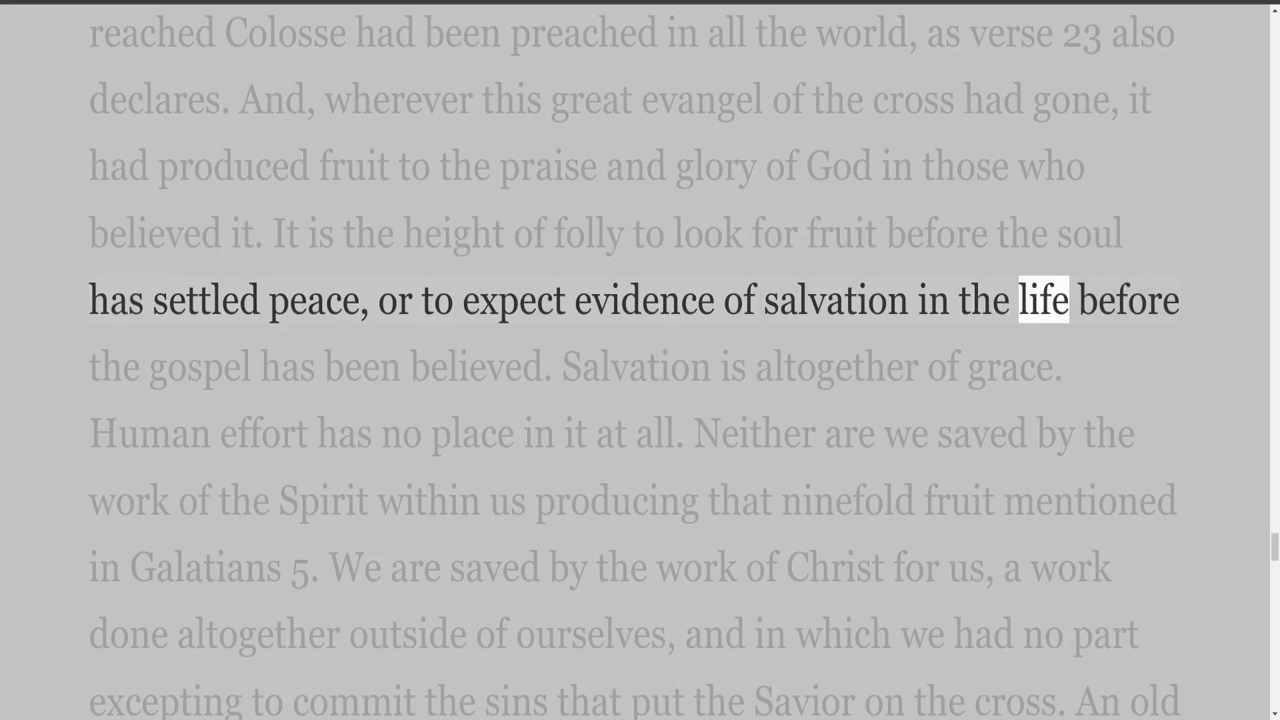 reached Colosse had been preached in all the world, as verse 23 also
declares. And, wherever this great evangel of the cross had gone, it
had produced fruit to the praise and glory of God in those who
believed it. It is the height of folly to look for fruit before the soul
has settled peace, or to expect evidence of salvation in the life before
the gospel has been believed. Salvation is altogether of grace.
Human effort has no place in it at all. Neither are we saved by the
work of the Spirit within us producing that ninefold fruit mentioned
in Galatians 5. We are saved by the work of Christ for us, a work
done altogether outside of ourselves, and in which we had no part
excepting to commit the sins that put the Savior on the cross. An old